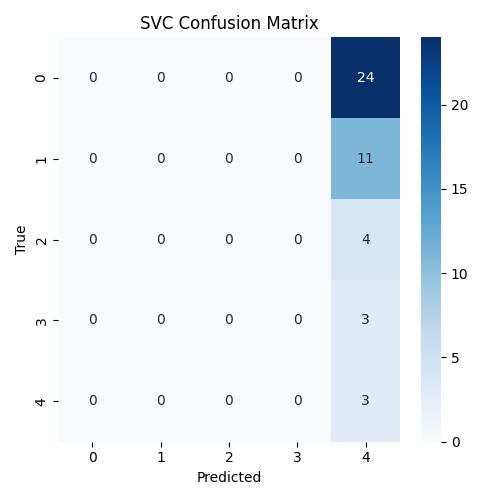 SVC Confusion Matrix
0 0 0 0 0 24
1 0 0 0 0 11
2 0 0 0 0 4
3 0 0 0 0 3
4 0 0 0 0 3
0 1 2 3 4
Predicted
True
20
15
10
5
0